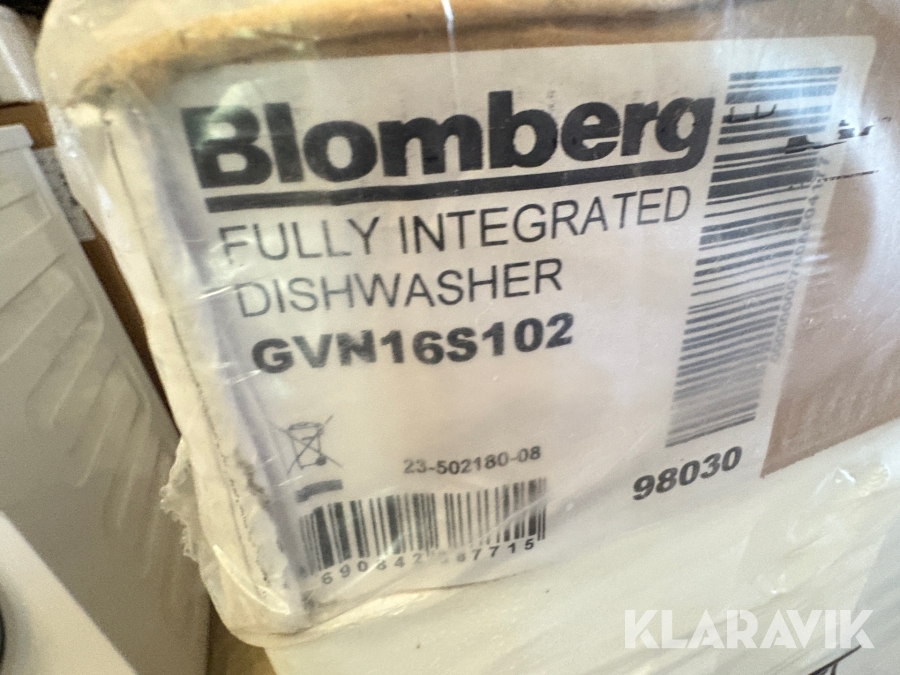 Blomberg
FULLY INTEGRATED
DISHWASHER
GVN16S102
23-502180-08
98030
KLARAVIK